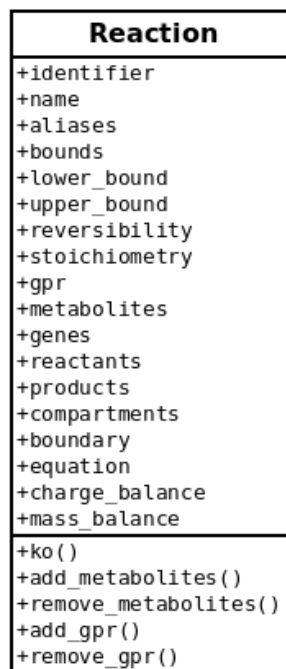 Reaction
+identifier
+name
+aliases
+bounds
+lower_bound
+upper_bound
+reversibility
+stoichiometry
+gpr
+metabolites
+genes
+reactants
+products
+compartments
+boundary
+equation
+charge_balance
+mass_balance
+ko()
+add_metabolites()
+remove_metabolites()
+add_gpr()
+remove_gpr()